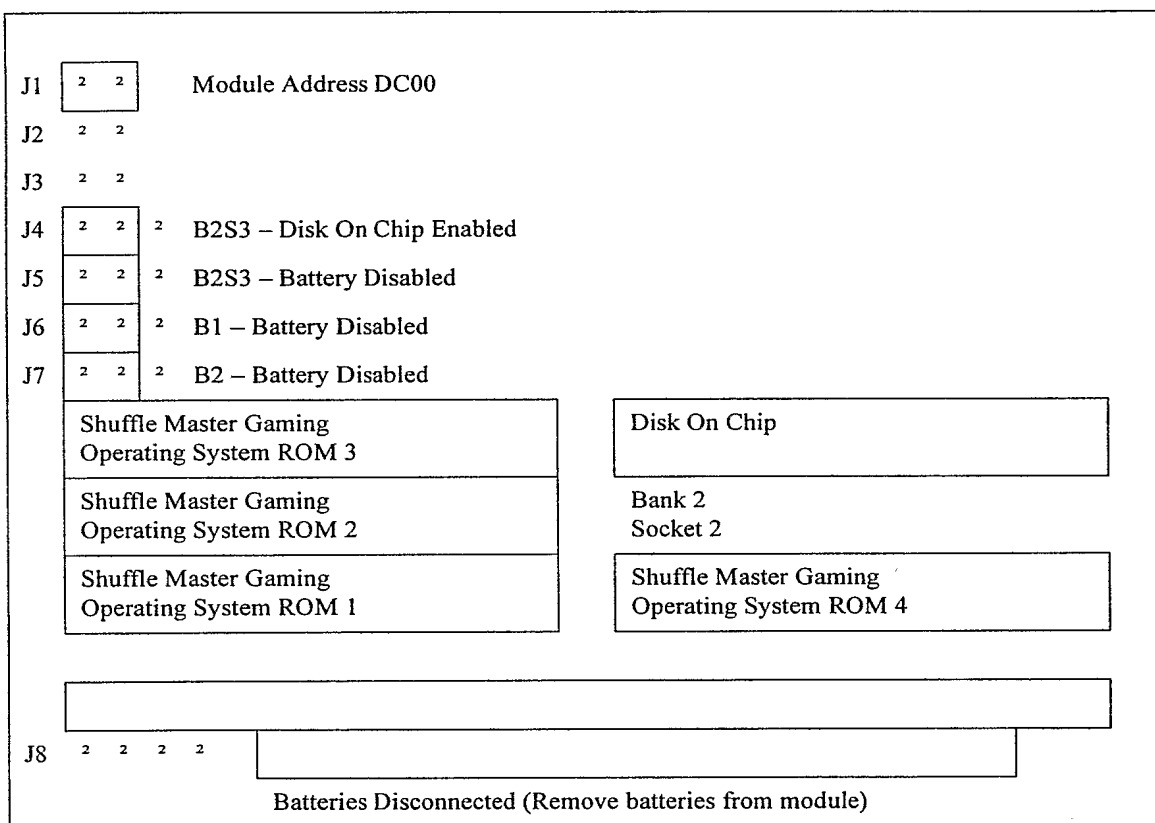 J1 ² ² Module Address DC00
J2 ² ²
J3 ² ²
J4 ² ² ² B2S3 – Disk On Chip Enabled
J5 ² ² ² B2S3 – Battery Disabled
J6 ² ² ² B1 – Battery Disabled
J7 ² ² ² B2 – Battery Disabled
Shuffle Master Gaming
Operating System ROM 3
Disk On Chip
Shuffle Master Gaming
Operating System ROM 2
Bank 2
Socket 2
Shuffle Master Gaming
Operating System ROM 1
Shuffle Master Gaming
Operating System ROM 4
J8 ² ² ² ²
Batteries Disconnected (Remove batteries from module)